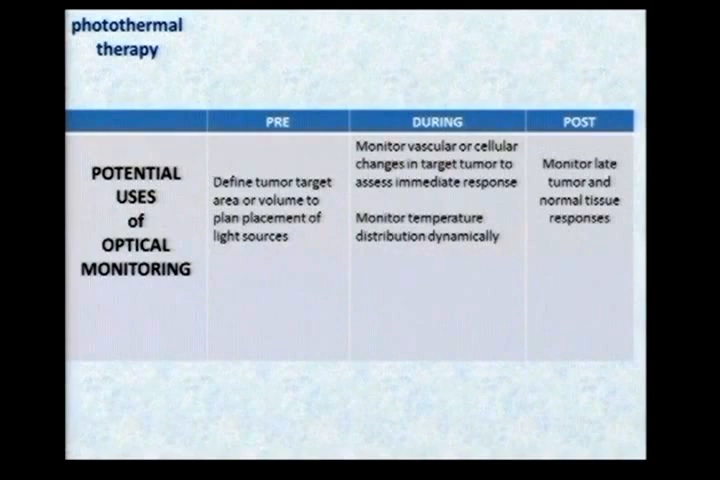 photothermal
therapy
PRE
DURING
POST
POTENTIAL
USES
of
OPTICAL
MONITORING
Define tumor target
area or volume to
plan placement of
light sources
Monitor vascular or cellular
changes in target tumor to
assess immediate response
Monitor temperature
distribution dynamically
Monitor late
tumor and
normal tissue
responses